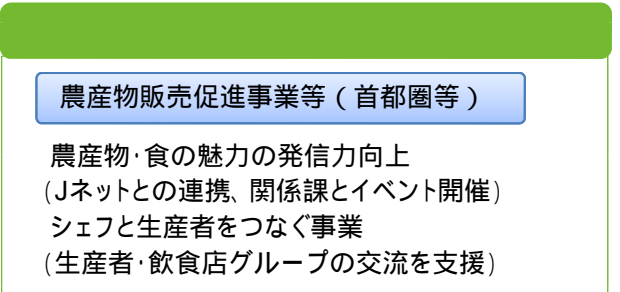 農産物販売促進事業等(首都圏等)
農産物・食の魅力の発信力向上
(Jネットとの連携、関係課とイベント開催)
シェフと生産者をつなぐ事業
(生産者・飲食店グループの交流を支援)